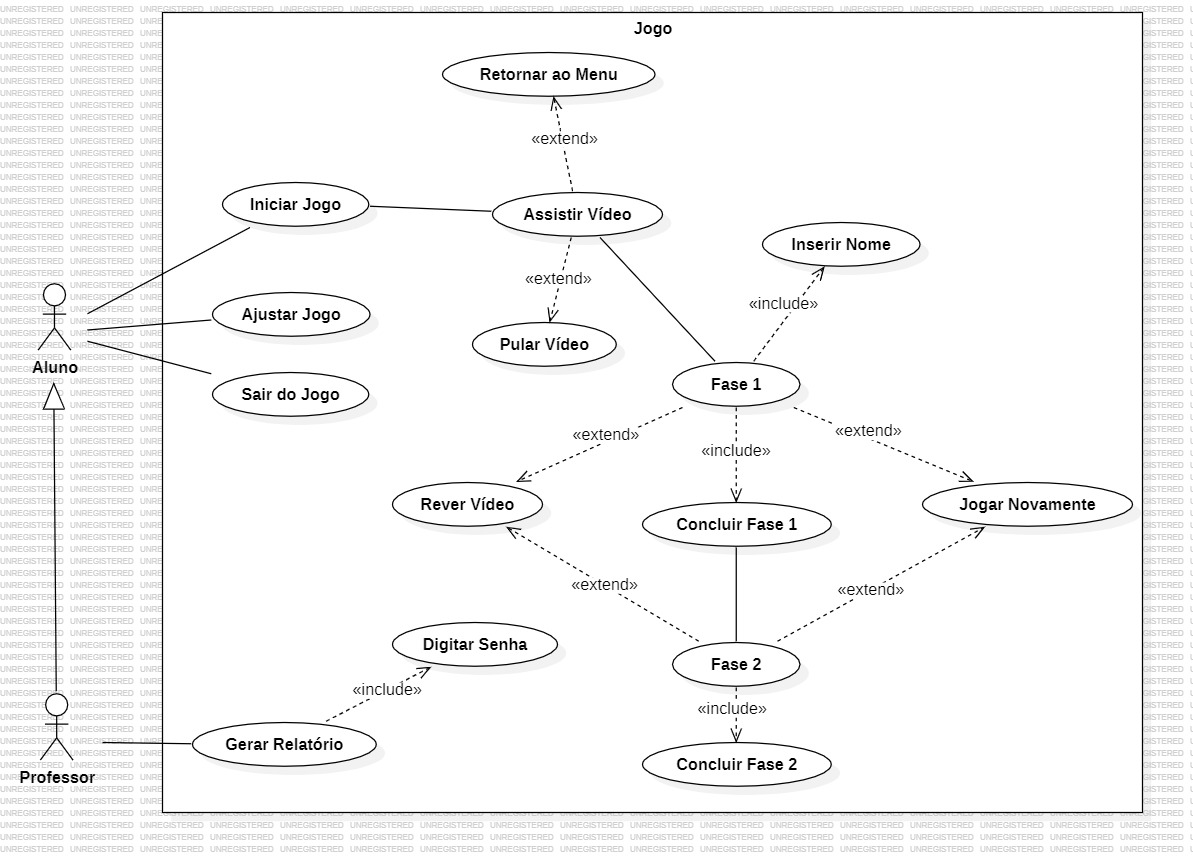 Jogo
Retornar ao Menu
«extend»
Iniciar Jogo
Assistir Vídeo
Inserir Nome
«extend»
«include»
Ajustar Jogo
Pular Vídeo
Aluno
Sair do Jogo
Fase 1
«extend»
«include»
«extend»
Rever Vídeo
Concluir Fase 1
Jogar Novamente
«extend»
«extend»
Digitar Senha
Fase 2
«include»
«include»
Gerar Relatório
Professor
Concluir Fase 2
UNREGISTERED